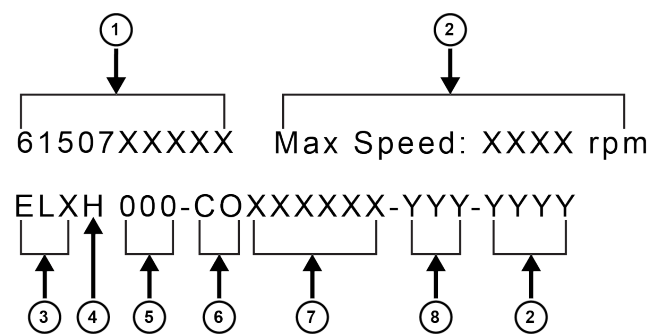 1 2
61507XXXXX Max Speed: XXXX rpm
ELXH 000-COXXXXXX-YYY-YYYY
3 4 5 6 7 8 2